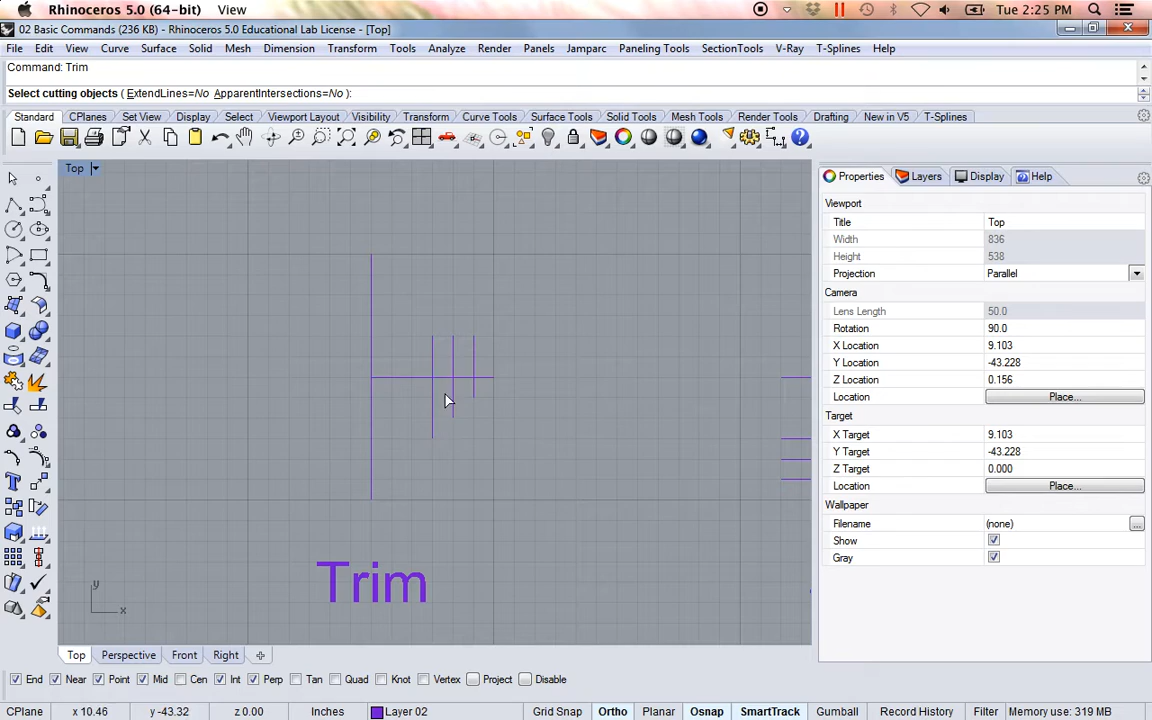 Rhinoceros 5.0 (64-bit) View Tue 2:25 PM
02 Basic Commands (236 KB) - Rhinoceros 5.0 Educational Lab License - [Top]
File Edit View Curve Surface Solid Mesh Dimension Transform Tools Analyze Render Panels Jamparc Paneling Tools SectionTools V-Ray T-Splines Help
Command: Trim
Select cutting objects ( ExtendLines=No ApparentIntersections=No ):
Standard CPlanes Set View Display Select Viewport Layout Visibility Transform Curve Tools Surface Tools Solid Tools Mesh Tools Render Tools Drafting New in V5 T-Splines
Top
Properties Layers Display Help
Viewport
Title Top
Width 836
Height 538
Projection Parallel
Camera
Lens Length 50.0
Rotation 90.0
X Location 9.103
Y Location -43.228
Z Location 0.156
Location Place...
Target
X Target 9.103
Y Target -43.228
Z Target 0.000
Location Place...
Wallpaper
Filename (none) ...
Show
Gray
Trim
y
x
Top Perspective Front Right
End Near Point Mid Cen Int Perp Tan Quad Knot Vertex Project Disable
CPlane x 10.46 y -43.32 z 0.00 Inches Layer 02 Grid Snap Ortho Planar Osnap SmartTrack Gumball Record History Filter Memory use: 319 MB